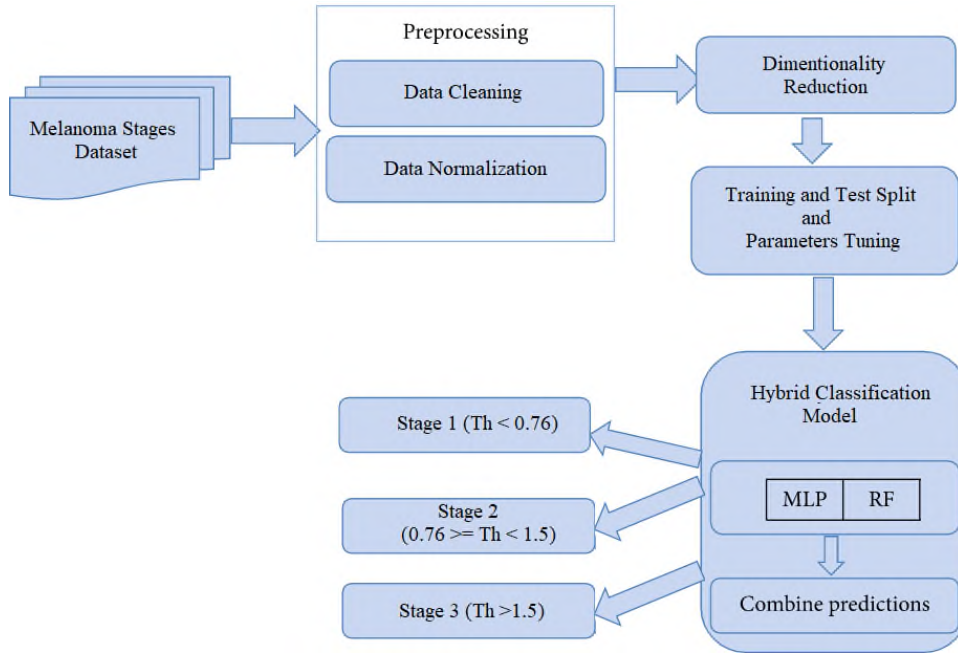 Melanoma Stages
Dataset
Preprocessing
Data Cleaning
Data Normalization
Dimentionality
Reduction
Training and Test Split
and
Parameters Tuning
Hybrid Classification
Model
MLP RF
Combine predictions
Stage 1 (Th < 0.76)
Stage 2
(0.76 >= Th < 1.5)
Stage 3 (Th >1.5)